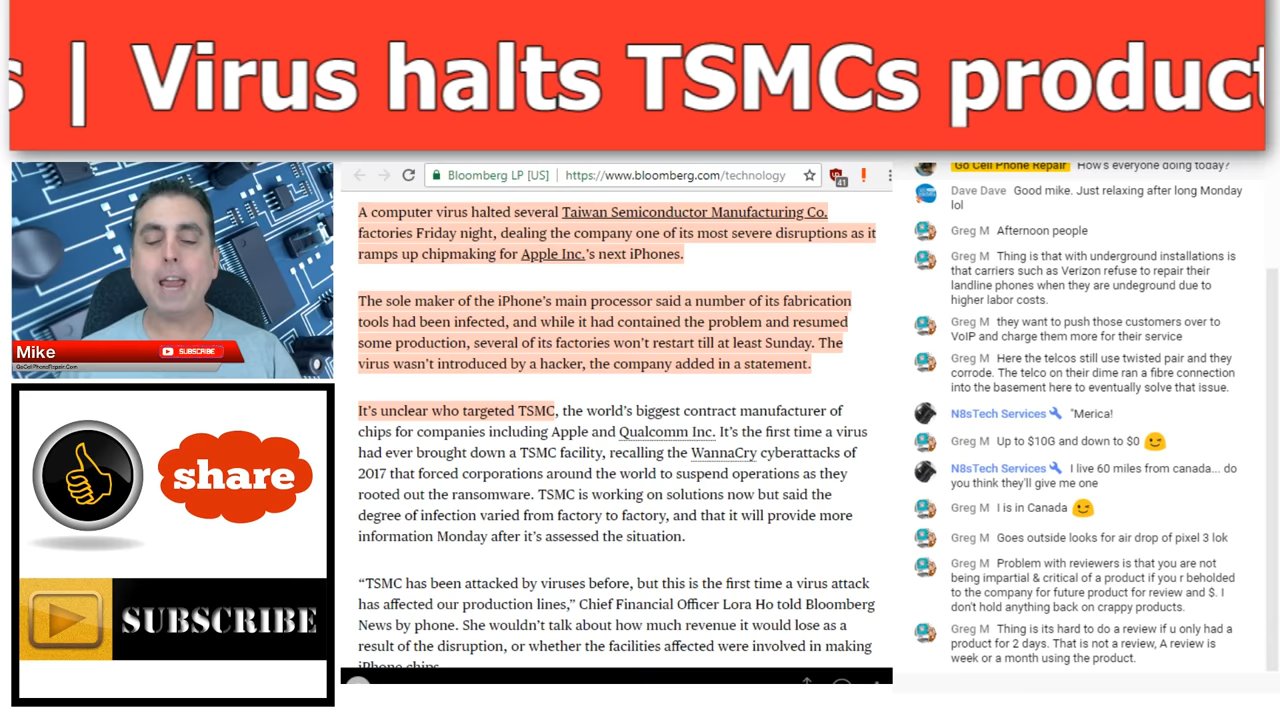 s | Virus halts TSMCs product
Mike
SUBSCRIBE
GoCellPhoneRepair.Com
share
SUBSCRIBE
Bloomberg LP [US] | https://www.bloomberg.com/technology
41
A computer virus halted several Taiwan Semiconductor Manufacturing Co.
factories Friday night, dealing the company one of its most severe disruptions as it
ramps up chipmaking for Apple Inc.’s next iPhones.
The sole maker of the iPhone’s main processor said a number of its fabrication
tools had been infected, and while it had contained the problem and resumed
some production, several of its factories won’t restart till at least Sunday. The
virus wasn’t introduced by a hacker, the company added in a statement.
It’s unclear who targeted TSMC, the world’s biggest contract manufacturer of
chips for companies including Apple and Qualcomm Inc. It’s the first time a virus
had ever brought down a TSMC facility, recalling the WannaCry cyberattacks of
2017 that forced corporations around the world to suspend operations as they
rooted out the ransomware. TSMC is working on solutions now but said the
degree of infection varied from factory to factory, and that it will provide more
information Monday after it’s assessed the situation.
“TSMC has been attacked by viruses before, but this is the first time a virus attack
has affected our production lines,” Chief Financial Officer Lora Ho told Bloomberg
News by phone. She wouldn’t talk about how much revenue it would lose as a
result of the disruption, or whether the facilities affected were involved in making
iPhone chips.
Go Cell Phone Repair How's everyone doing today?
Dave Dave Good mike. Just relaxing after long Monday
lol
Greg M Afternoon people
Greg M Thing is that with underground installations is
is that carriers such as Verizon refuse to repair their
landline phones when they are undeground due to
higher labor costs.
Greg M they want to push those customers over to
VoIP and charge them more for their service
Greg M Here the telcos still use twisted pair and they
corrode. The telco on their dime ran a fibre connection
into the basement here to eventually solve that issue.
N8sTech Services "Merica!
Greg M Up to $10G and down to $0 😉
N8sTech Services I live 60 miles from canada... do
you think they'll give me one
Greg M I is in Canada 😉
Greg M Goes outside looks for air drop of pixel 3 lok
Greg M Problem with reviewers is that you are not
being impartial & critical of a product if you r beholded
to the company for future product for review and $. I
don't hold anything back on crappy products.
Greg M Thing is its hard to do a review if u only had a
product for 2 days. That is not a review, A review is
week or a month using the product.